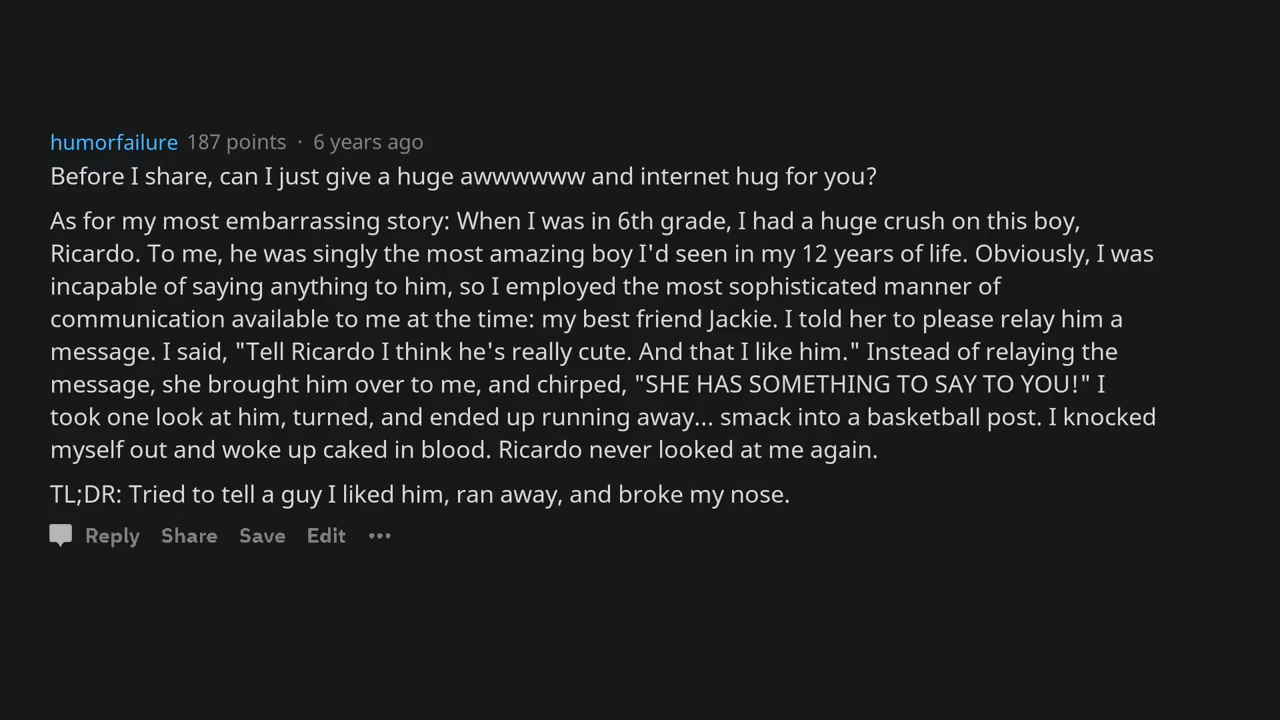 humorfailure 187 points · 6 years ago
Before I share, can I just give a huge awwwwww and internet hug for you?
As for my most embarrassing story: When I was in 6th grade, I had a huge crush on this boy,
Ricardo. To me, he was singly the most amazing boy I'd seen in my 12 years of life. Obviously, I was
incapable of saying anything to him, so I employed the most sophisticated manner of
communication available to me at the time: my best friend Jackie. I told her to please relay him a
message. I said, "Tell Ricardo I think he's really cute. And that I like him." Instead of relaying the
message, she brought him over to me, and chirped, "SHE HAS SOMETHING TO SAY TO YOU!" I
took one look at him, turned, and ended up running away... smack into a basketball post. I knocked
myself out and woke up caked in blood. Ricardo never looked at me again.
TL;DR: Tried to tell a guy I liked him, ran away, and broke my nose.
Reply Share Save Edit •••